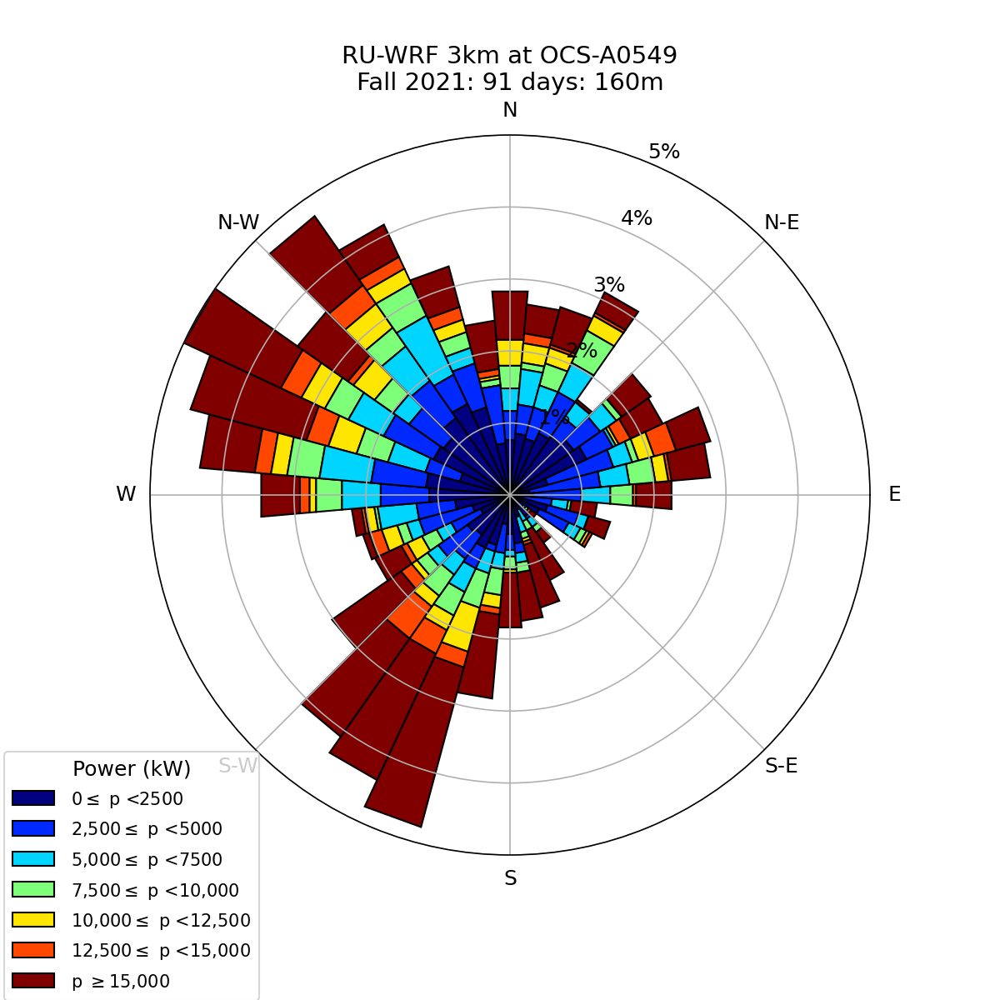 RU-WRF 3km at OCS-A0549
Fall 2021: 91 days: 160m
N
5%
N-W
4%
N-E
3%
2%
1%
W
E
S-W
S-E
S
Power (kW)
0≤ p <2500
2,500≤ p <5000
5,000≤ p <7500
7,500≤ p <10,000
10,000≤ p <12,500
12,500≤ p <15,000
p ≥15,000